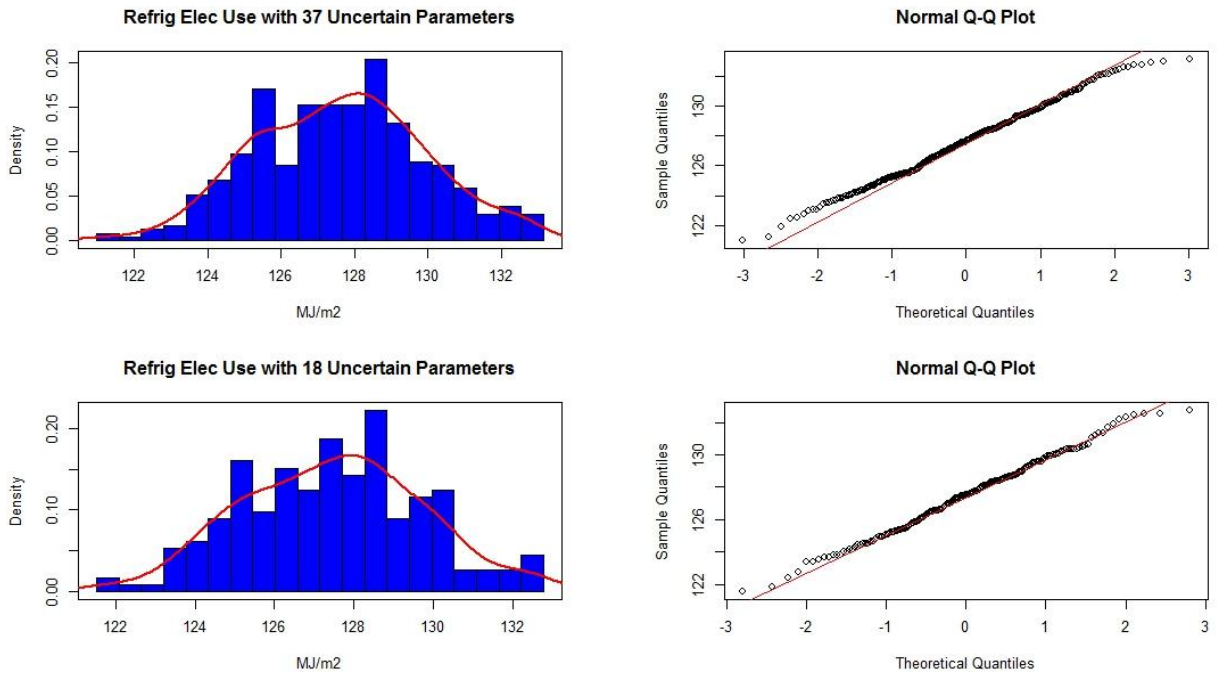 Refrig Elec Use with 37 Uncertain Parameters
Density
0.00 0.05 0.10 0.15 0.20
122 124 126 128 130 132
MJ/m2
Normal Q-Q Plot
Sample Quantiles
122 126 130
-3 -2 -1 0 1 2 3
Theoretical Quantiles
Refrig Elec Use with 18 Uncertain Parameters
Density
0.00 0.10 0.20
122 124 126 128 130 132
MJ/m2
Normal Q-Q Plot
Sample Quantiles
122 126 130
-3 -2 -1 0 1 2 3
Theoretical Quantiles